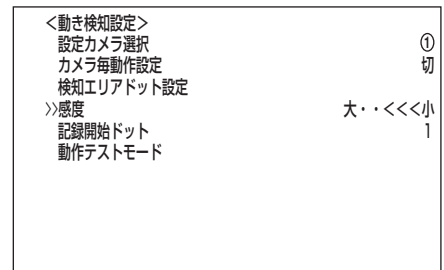 ＜動き検知設定＞
設定カメラ選択 ①
カメラ毎動作設定 切
検知エリアドット設定
>>感度 大・・＜＜＜小
記録開始ドット 1
動作テストモード